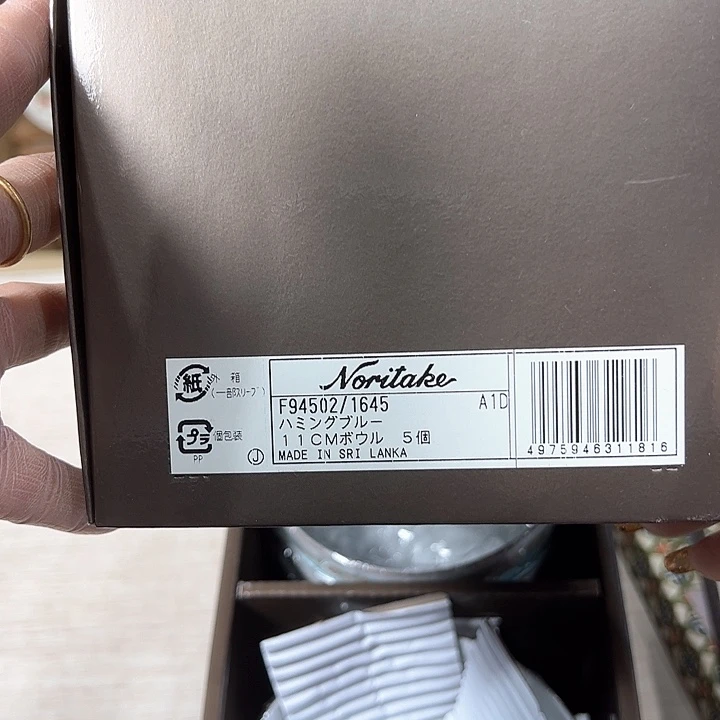 紙 外箱
(一部スリーブ)
プラ 個包装
PP
J
Noritake
F94502/1645 A1D
ハミングブルー
11CMボウル 5個
MADE IN SRI LANKA
4975946311816